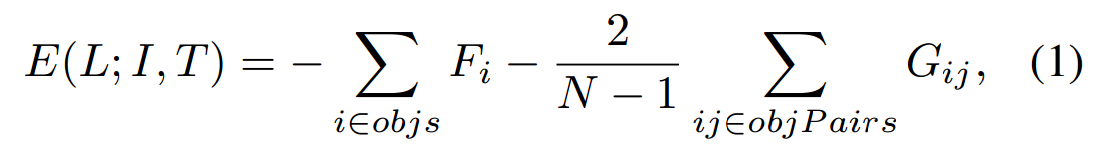 E(L; I, T) = − ∑_{i∈objs} F_i − \frac{2}{N − 1} ∑_{ij∈objPairs} G_{ij}, (1)